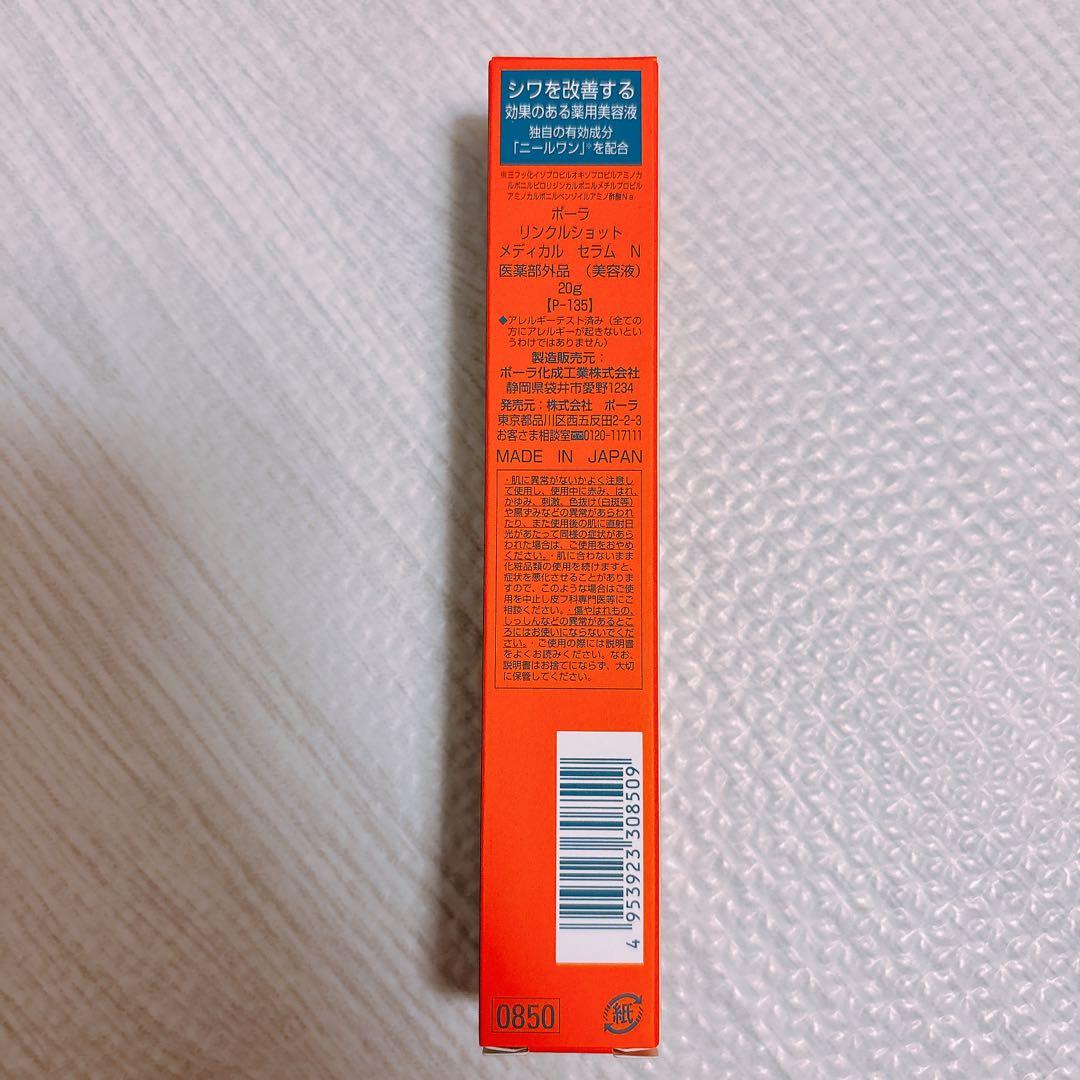 シワを改善する
効果のある薬用美容液
独自の有効成分
「ニールワン」※を配合
※三フッ化イソプロピルオキソプロピルアミノカ
ルボニルピロリジンカルボニルメチルプロピル
アミノカルボニルベンゾイルアミノ酢酸Na
ポーラ
リンクルショット
メディカル セラム N
医薬部外品 (美容液)
20g
【P-135】
◆アレルギーテスト済み(全ての
方にアレルギーが起きないとい
うわけではありません)
製造販売元:
ポーラ化成工業株式会社
静岡県袋井市愛野1234
発売元:株式会社 ポーラ
東京都品川区西五反田2-2-3
お客さま相談室0120-117111
MADE IN JAPAN
・肌に異常がないかよく注意し
て使用し、使用中に赤み、はれ、
かゆみ、刺激、色抜け(白斑等)
や黒ずみなどの異常があらわれ
たり、また使用後の肌に直射日
光があたって同様の症状があら
われた場合は、ご使用をおやめ
ください。・肌に合わないまま
化粧品類の使用を続けますと、
症状を悪化させることがありま
すので、このような場合はご使
用を中止し皮フ科専門医等にご
相談ください。・傷やはれもの、
しっしんなどの異常があるとこ
ろにはお使いにならないでくだ
さい。・ご使用の際には説明書
をよくお読みください。なお、
説明書はお捨てにならず、大切
に保管してください。
4 953923 308509
0850
紙